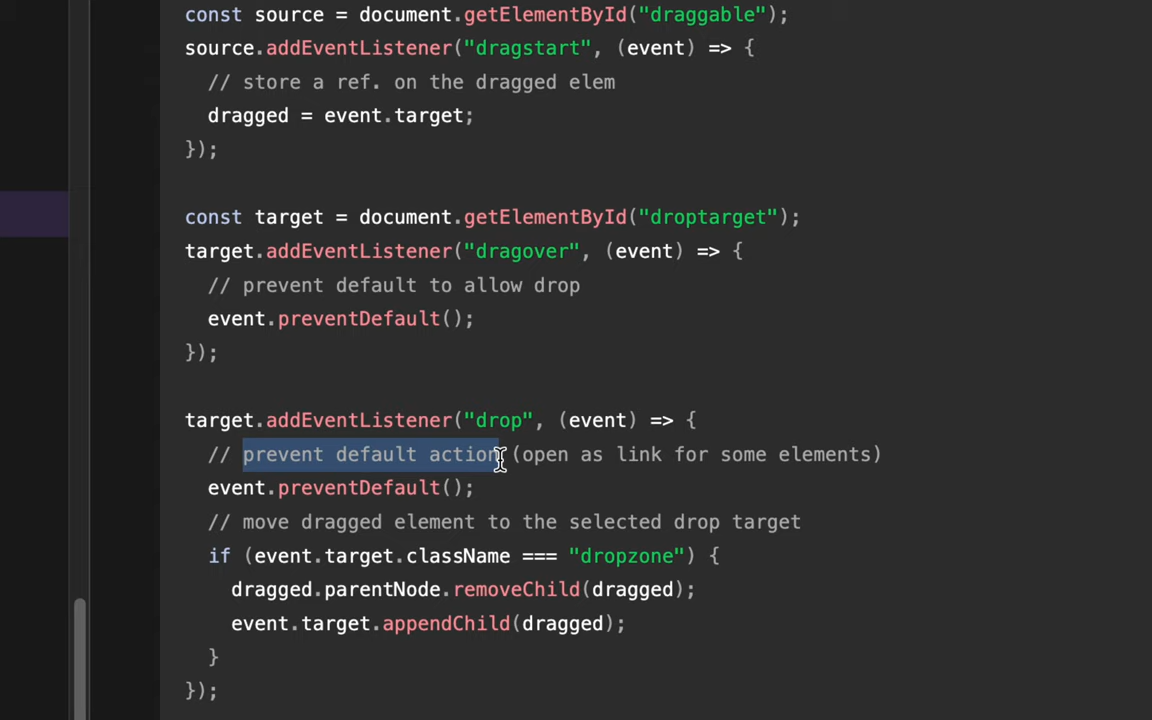 const source = document.getElementById("draggable");
source.addEventListener("dragstart", (event) => {
  // store a ref. on the dragged elem
  dragged = event.target;
});

const target = document.getElementById("droptarget");
target.addEventListener("dragover", (event) => {
  // prevent default to allow drop
  event.preventDefault();
});

target.addEventListener("drop", (event) => {
  // prevent default action (open as link for some elements)
  event.preventDefault();
  // move dragged element to the selected drop target
  if (event.target.className === "dropzone") {
    dragged.parentNode.removeChild(dragged);
    event.target.appendChild(dragged);
  }
});